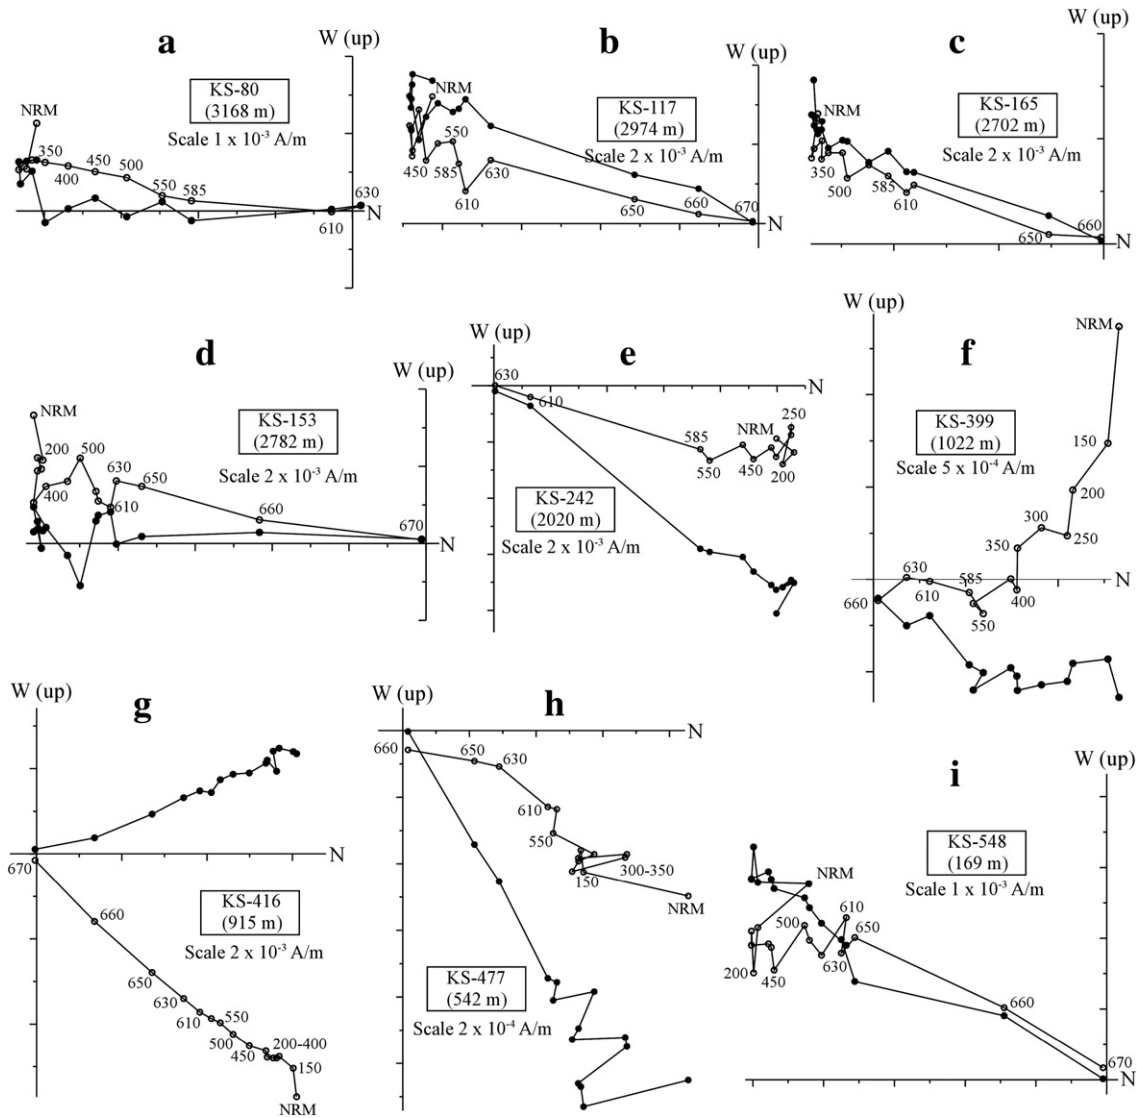 a
W (up)
KS-80
(3168 m)
Scale 1 x 10⁻³ A/m
NRM
350
400
450
500
550
585
610
630
N
b
W (up)
KS-117
(2974 m)
Scale 2 x 10⁻³ A/m
NRM
450
550
585
610
630
650
660
670
N
c
W (up)
KS-165
(2702 m)
Scale 2 x 10⁻³ A/m
NRM
350
500
585
610
650
660
N
d
W (up)
KS-153
(2782 m)
Scale 2 x 10⁻³ A/m
NRM
200
400
500
610
630
650
660
670
N
e
W (up)
KS-242
(2020 m)
Scale 2 x 10⁻³ A/m
630
610
585
550
450
NRM
200
250
N
f
W (up)
KS-399
(1022 m)
Scale 5 x 10⁻⁴ A/m
NRM
150
200
250
300
350
400
550
585
610
630
660
N
g
W (up)
KS-416
(915 m)
Scale 2 x 10⁻³ A/m
670
660
650
630
610
550
500
450
200-400
150
NRM
N
h
W (up)
KS-477
(542 m)
Scale 2 x 10⁻⁴ A/m
660
650
630
610
550
150
300-350
NRM
N
i
W (up)
KS-548
(169 m)
Scale 1 x 10⁻³ A/m
NRM
200
450
500
610
630
650
660
670
N